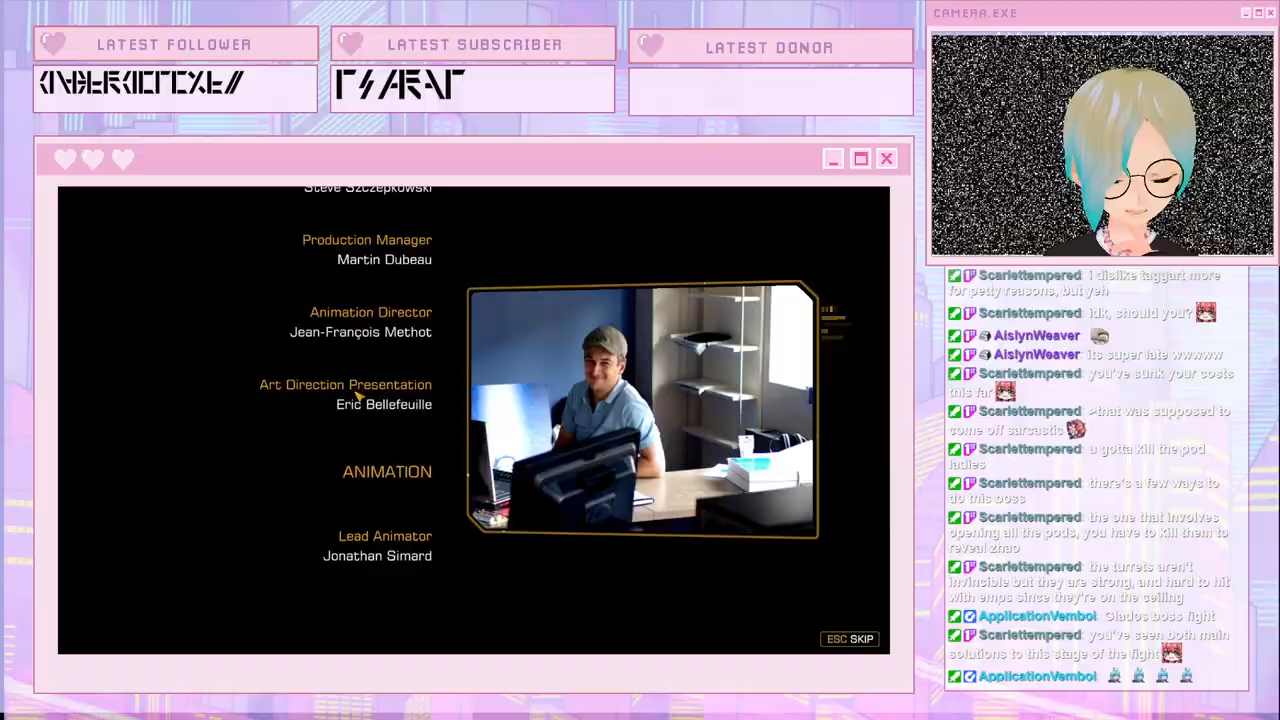 LATEST FOLLOWER
LATEST SUBSCRIBER
LATEST DONOR
CAMERA.EXE
Steve Szczepkowski
Production Manager
Martin Dubeau
Animation Director
Jean-François Methot
Art Direction Presentation
Eric Bellefeuille
ANIMATION
Lead Animator
Jonathan Simard
ESC SKIP
Scarlettempered i dislike taggart more
for petty reasons, but yeh
Scarlettempered idk, should you?
AislynWeaver
AislynWeaver its super late wwwww
Scarlettempered you've sunk your costs
this far
Scarlettempered >that was supposed to
come off sarcastic
Scarlettempered u gotta kill the pod
ladies
Scarlettempered there's a few ways to
do this boss
Scarlettempered the one that involves
opening all the pods, you have to kill them to
reveal zhao
Scarlettempered the turrets aren't
invincible but they are strong, and hard to hit
with emps since they're on the ceiling
ApplicationVembol Glados boss fight
Scarlettempered you've seen both main
solutions to this stage of the fight
ApplicationVembol